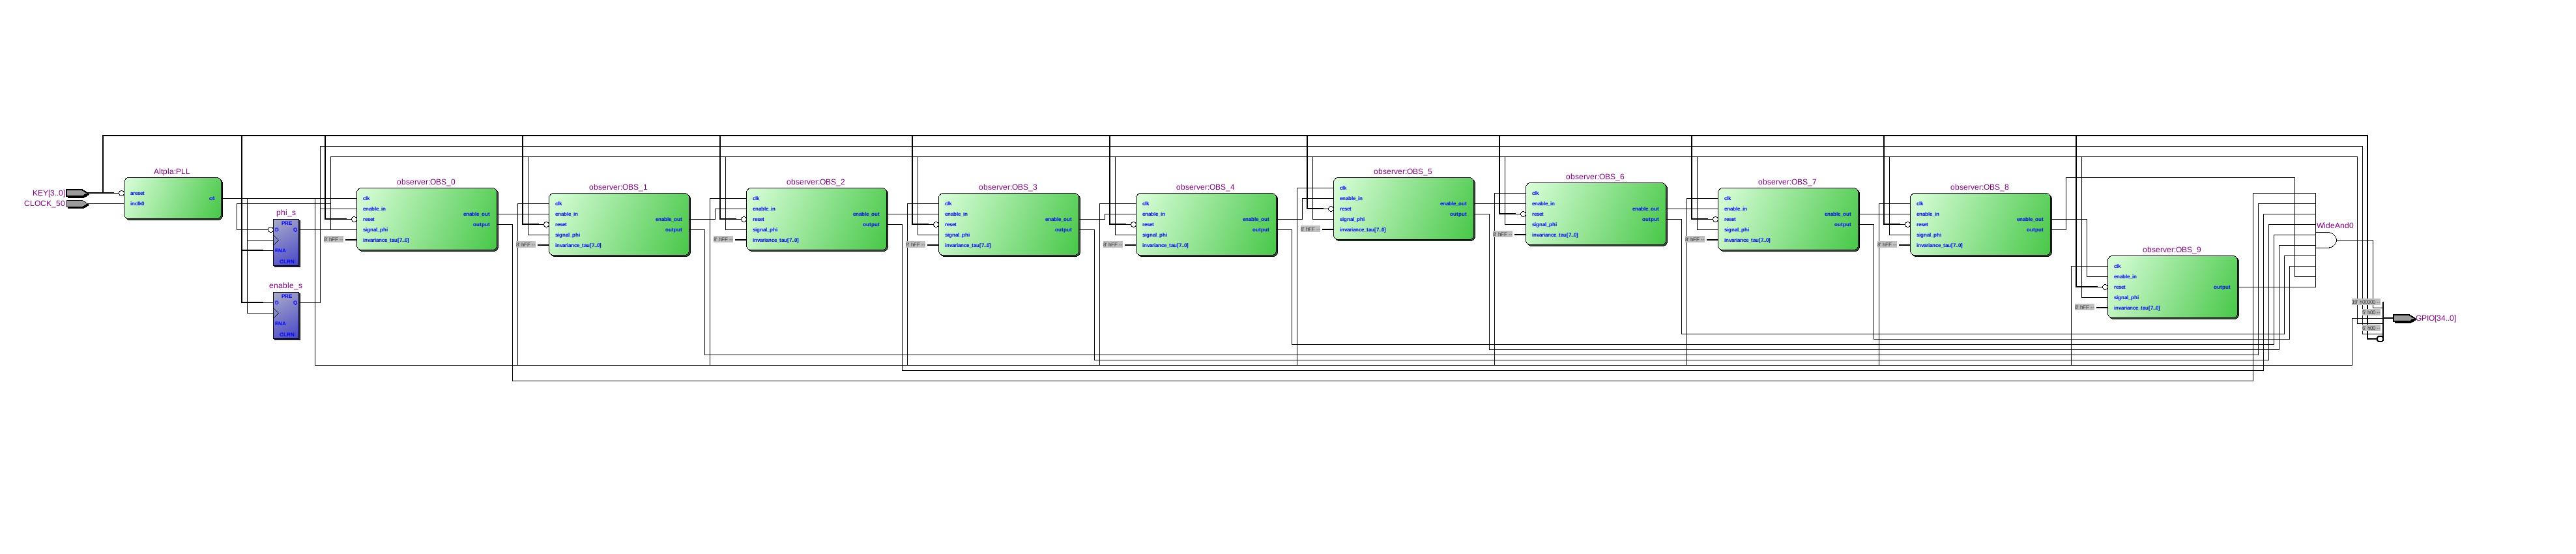 KEY[3..0]
CLOCK_50
Altpla:PLL
areset
inclk0
c4
phi_s
PRE
D
Q
ENA
CLRN
enable_s
PRE
D
Q
ENA
CLRN
observer:OBS_0
clk
enable_in
reset
signal_phi
invariance_tau[7..0]
enable_out
output
observer:OBS_1
clk
enable_in
reset
signal_phi
invariance_tau[7..0]
enable_out
output
observer:OBS_2
clk
enable_in
reset
signal_phi
invariance_tau[7..0]
enable_out
output
observer:OBS_3
clk
enable_in
reset
signal_phi
invariance_tau[7..0]
enable_out
output
observer:OBS_4
clk
enable_in
reset
signal_phi
invariance_tau[7..0]
enable_out
output
observer:OBS_5
clk
enable_in
reset
signal_phi
invariance_tau[7..0]
enable_out
output
observer:OBS_6
clk
enable_in
reset
signal_phi
invariance_tau[7..0]
enable_out
output
observer:OBS_7
clk
enable_in
reset
signal_phi
invariance_tau[7..0]
enable_out
output
observer:OBS_8
clk
enable_in
reset
signal_phi
invariance_tau[7..0]
enable_out
output
observer:OBS_9
clk
enable_in
reset
signal_phi
invariance_tau[7..0]
output
WideAnd0
GPIO[34..0]